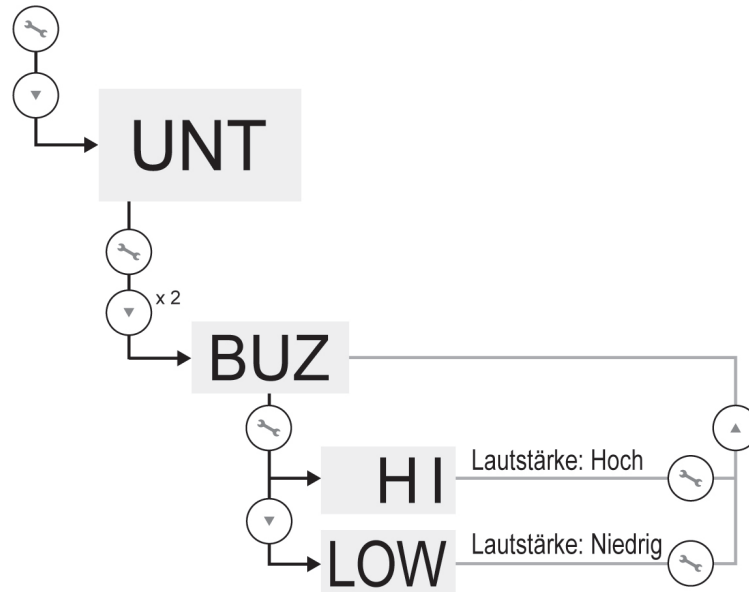 UNT
x 2
BUZ
HI
Lautstärke: Hoch
LOW
Lautstärke: Niedrig